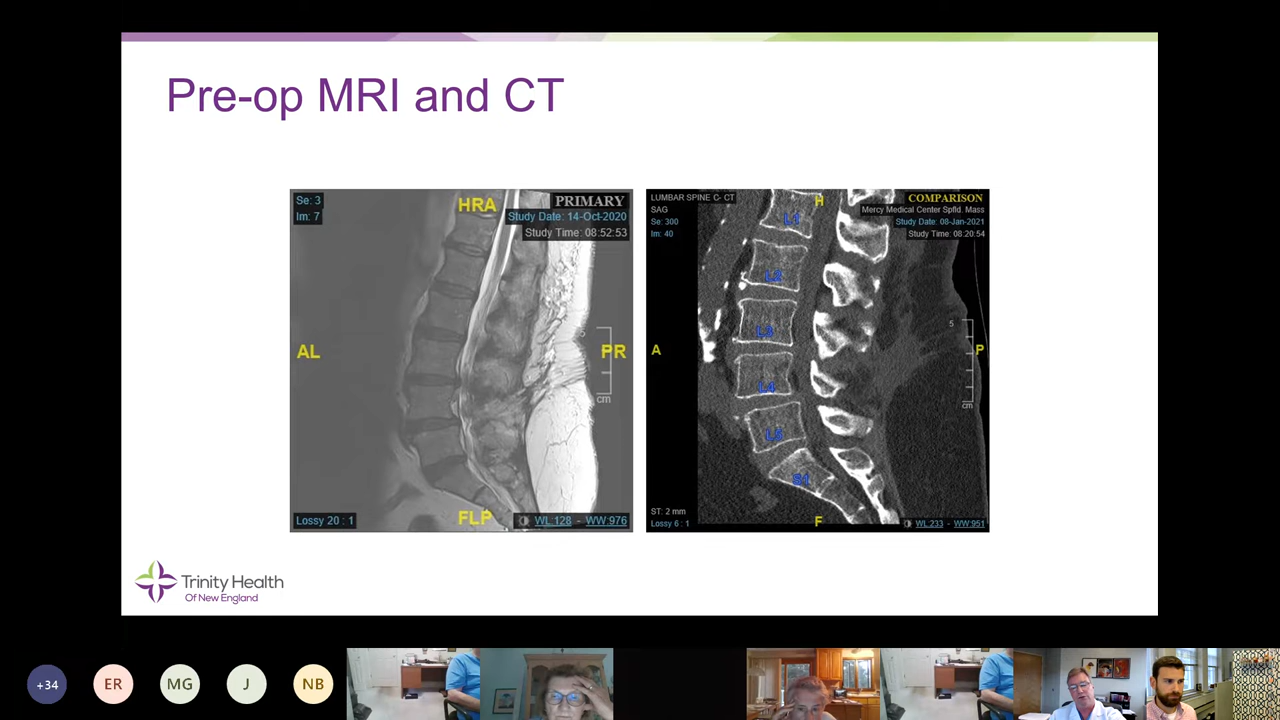 Pre-op MRI and CT
Se: 3
Im: 7
HRA
PRIMARY
Study Date: 14-Oct-2020
Study Time: 08:52:53
AL
PR
5
cm
FLP
Lossy 20 : 1
WL:128 - WW:976
LUMBAR SPINE C- CT
SAG
Se: 300
Im: 40
H
COMPARISON
Mercy Medical Center Spfld. Mass
Study Date: 08-Jan-2021
Study Time: 08:20:54
L1
L2
L3
L4
L5
S1
A
P
5
cm
F
ST: 2 mm
Lossy 6 : 1
WL:233 - WW:951
Trinity Health
Of New England
+34
ER
MG
J
NB